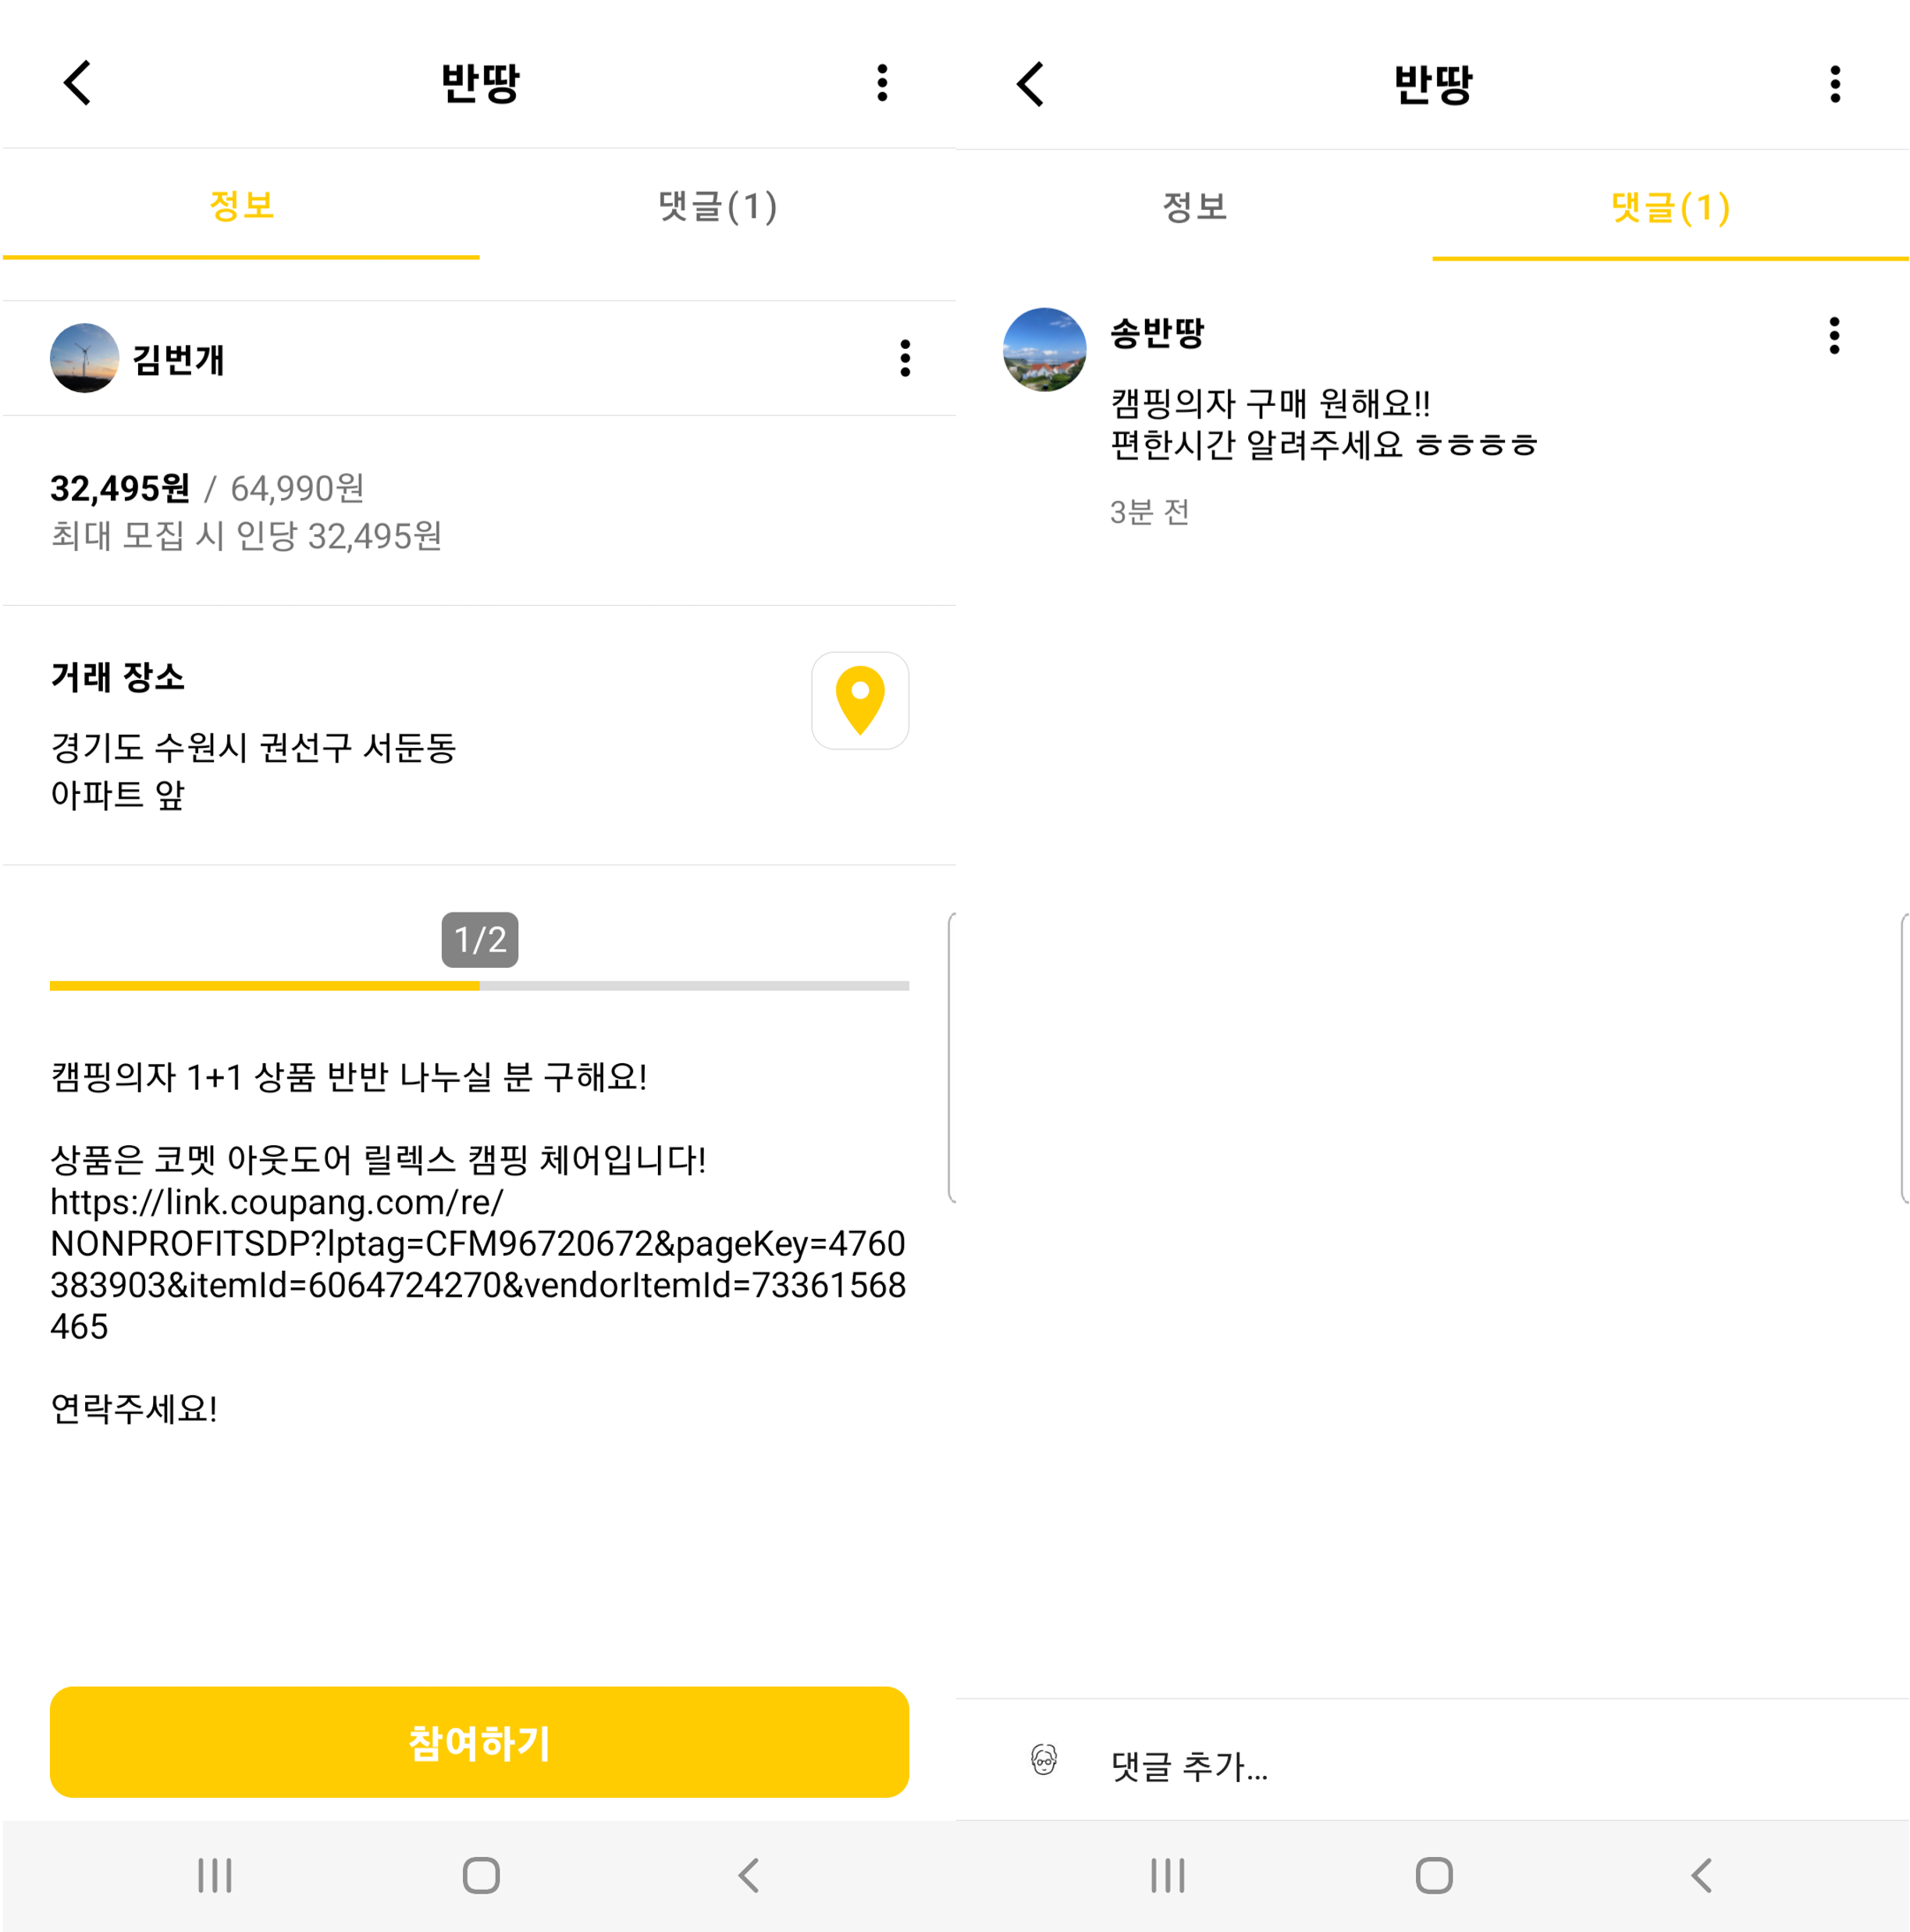 반땅
정보
댓글(1)
김번개
32,495원 / 64,990원
최대 모집 시 인당 32,495원
거래 장소
경기도 수원시 권선구 서둔동
아파트 앞
1/2
캠핑의자 1+1 상품 반반 나누실 분 구해요!
상품은 코멧 아웃도어 릴렉스 캠핑 체어입니다!
https://link.coupang.com/re/
NONPROFITSDP?lptag=CFM96720672&pageKey=4760
383903&itemId=6064724270&vendorItemId=73361568
465
연락주세요!
참여하기
반땅
정보
댓글(1)
송반땅
캠핑의자 구매 원해요!!
편한시간 알려주세요 ㅎㅎㅎㅎ
3분 전
댓글 추가...